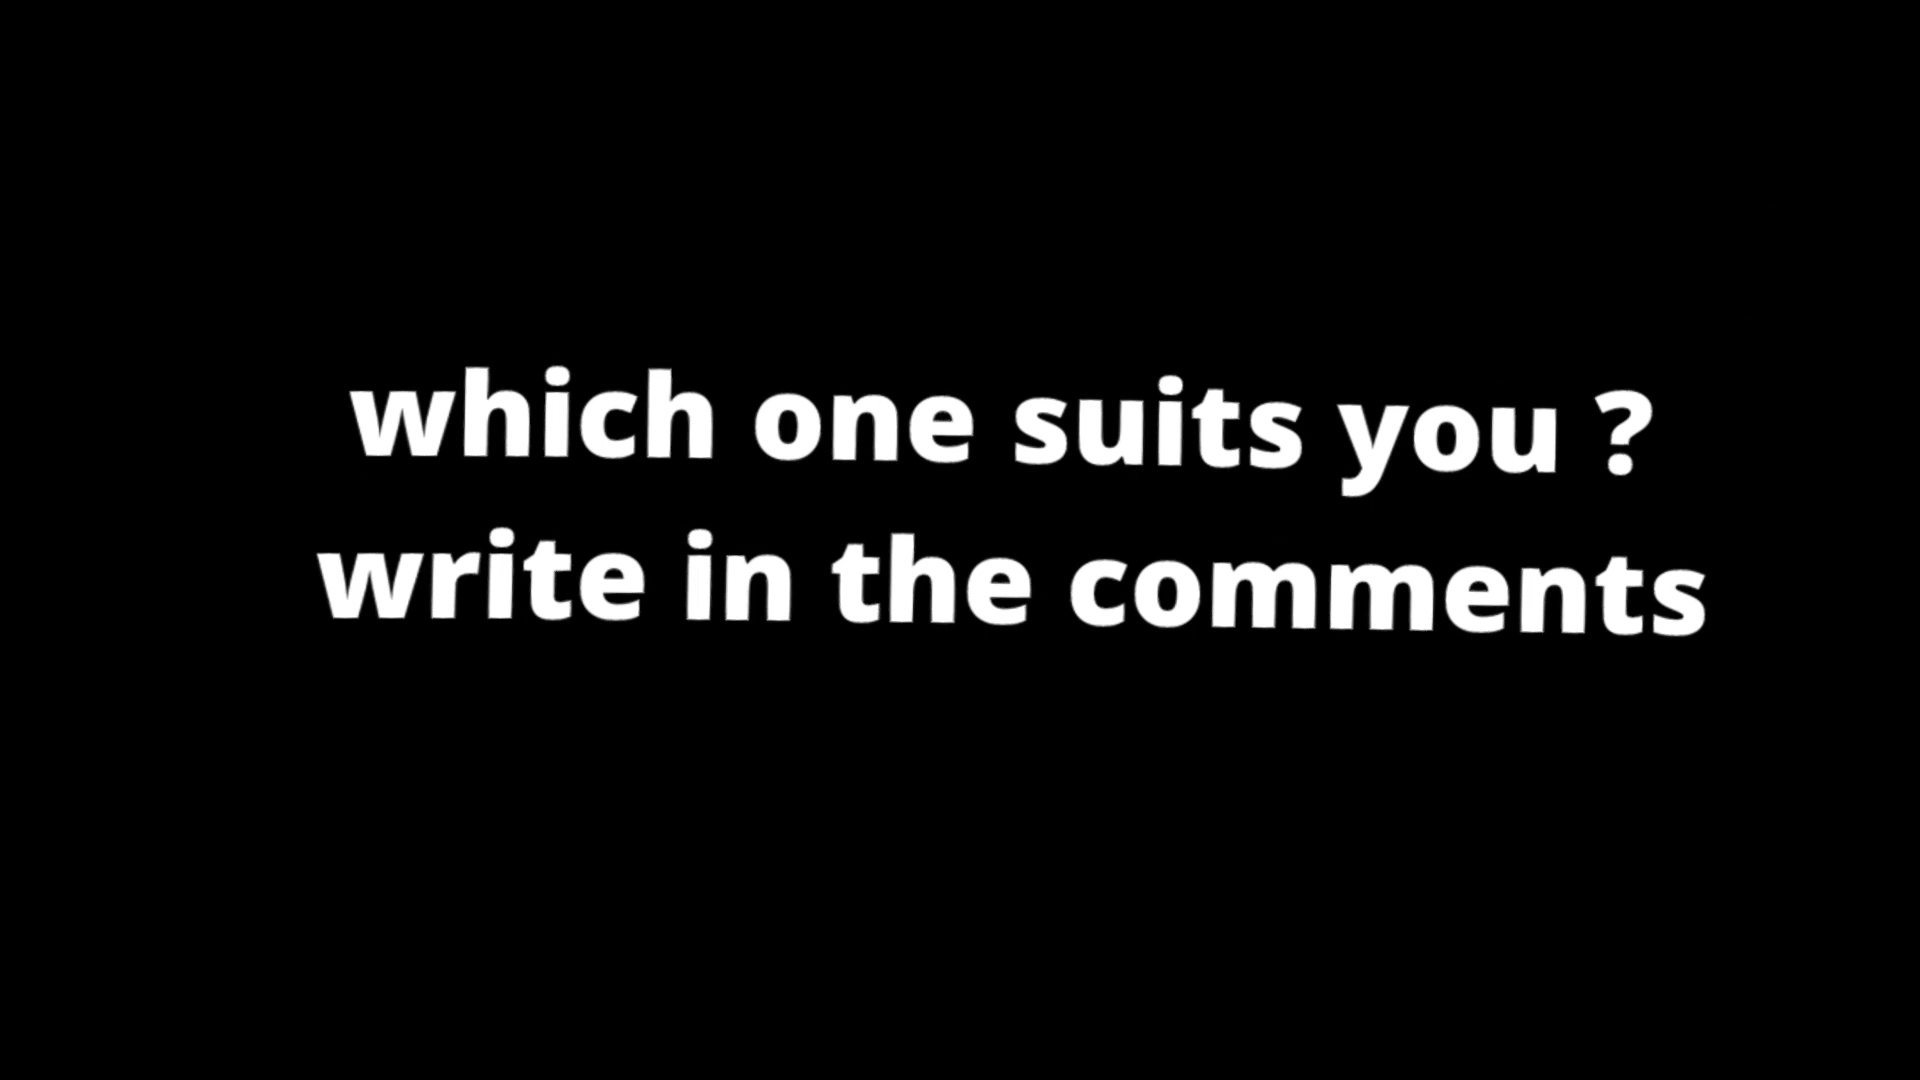 which one suits you ?
write in the comments